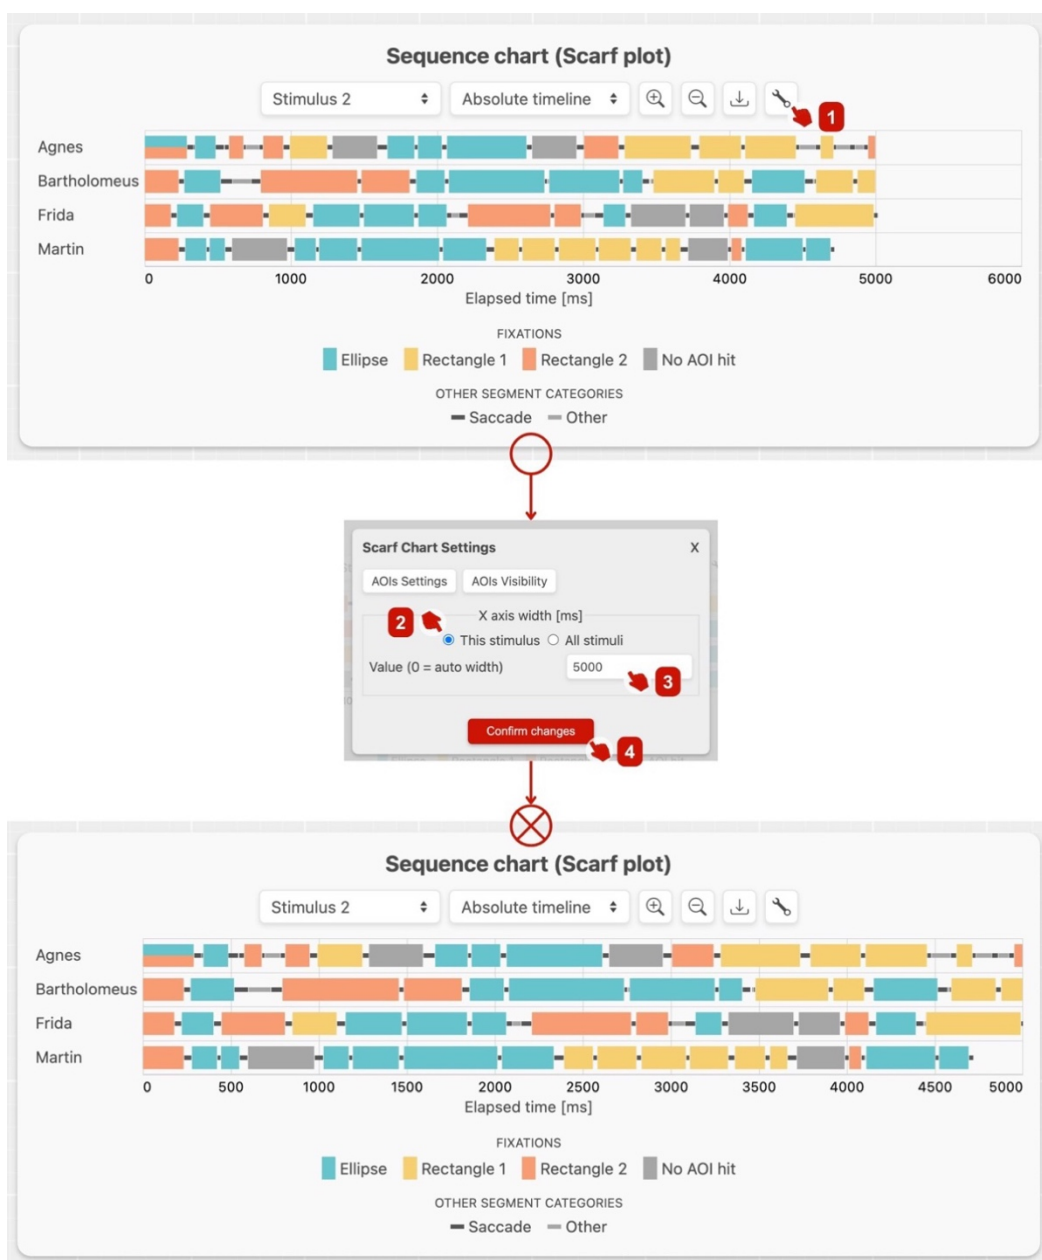 Sequence chart (Scarf plot)
Stimulus 2 Absolute timeline
1
Agnes
Bartholomeus
Frida
Martin
0 1000 2000 3000 4000 5000 6000
Elapsed time [ms]
FIXATIONS
Ellipse Rectangle 1 Rectangle 2 No AOI hit
OTHER SEGMENT CATEGORIES
Saccade Other
Scarf Chart Settings X
AOIs Settings AOIs Visibility
2 X axis width [ms]
This stimulus All stimuli
Value (0 = auto width) 5000
3
Confirm changes
4
Sequence chart (Scarf plot)
Stimulus 2 Absolute timeline
Agnes
Bartholomeus
Frida
Martin
0 500 1000 1500 2000 2500 3000 3500 4000 4500 5000
Elapsed time [ms]
FIXATIONS
Ellipse Rectangle 1 Rectangle 2 No AOI hit
OTHER SEGMENT CATEGORIES
Saccade Other